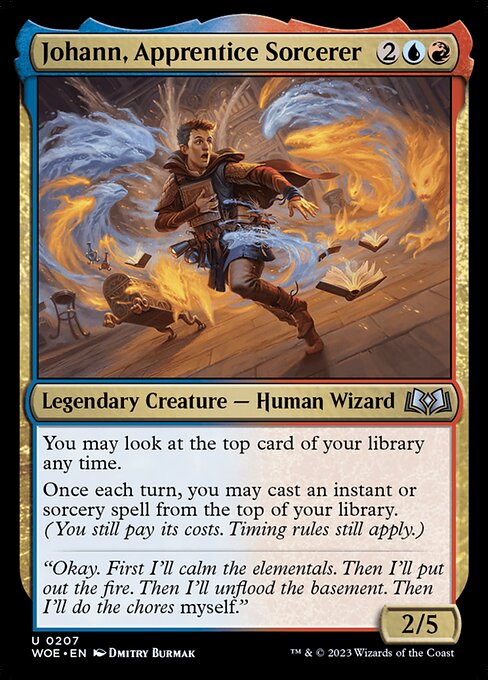 Johann, Apprentice Sorcerer 2
Legendary Creature — Human Wizard
You may look at the top card of your library
any time.
Once each turn, you may cast an instant or
sorcery spell from the top of your library.
(You still pay its costs. Timing rules still apply.)
“Okay. First I’ll calm the elementals. Then I’ll put
out the fire. Then I’ll unflood the basement. Then
I’ll do the chores myself.”
2/5
U 0207
WOE • EN Dmitry Burmak
™ & © 2023 Wizards of the Coast